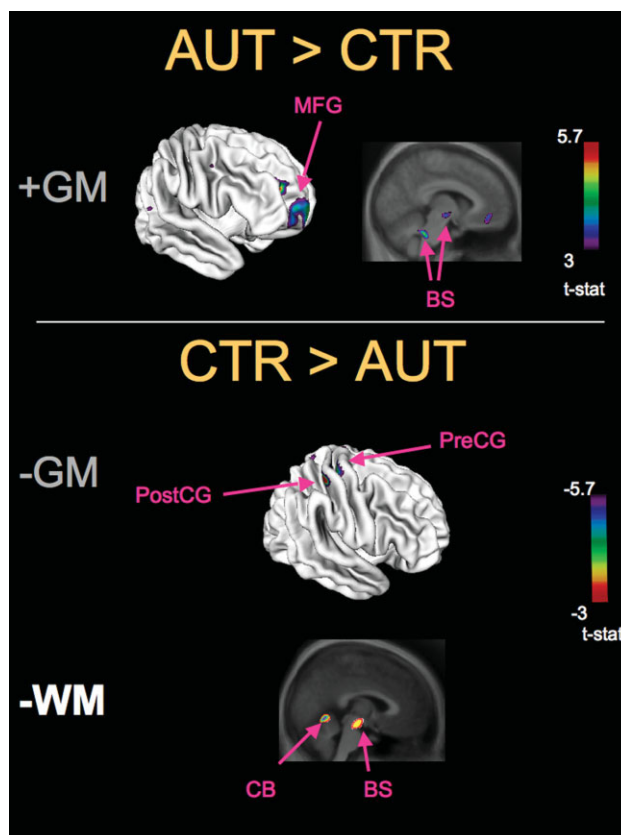 AUT > CTR
MFG
+GM
5.7
3
t-stat
BS
CTR > AUT
PreCG
-GM
PostCG
-5.7
-3
t-stat
-WM
CB
BS